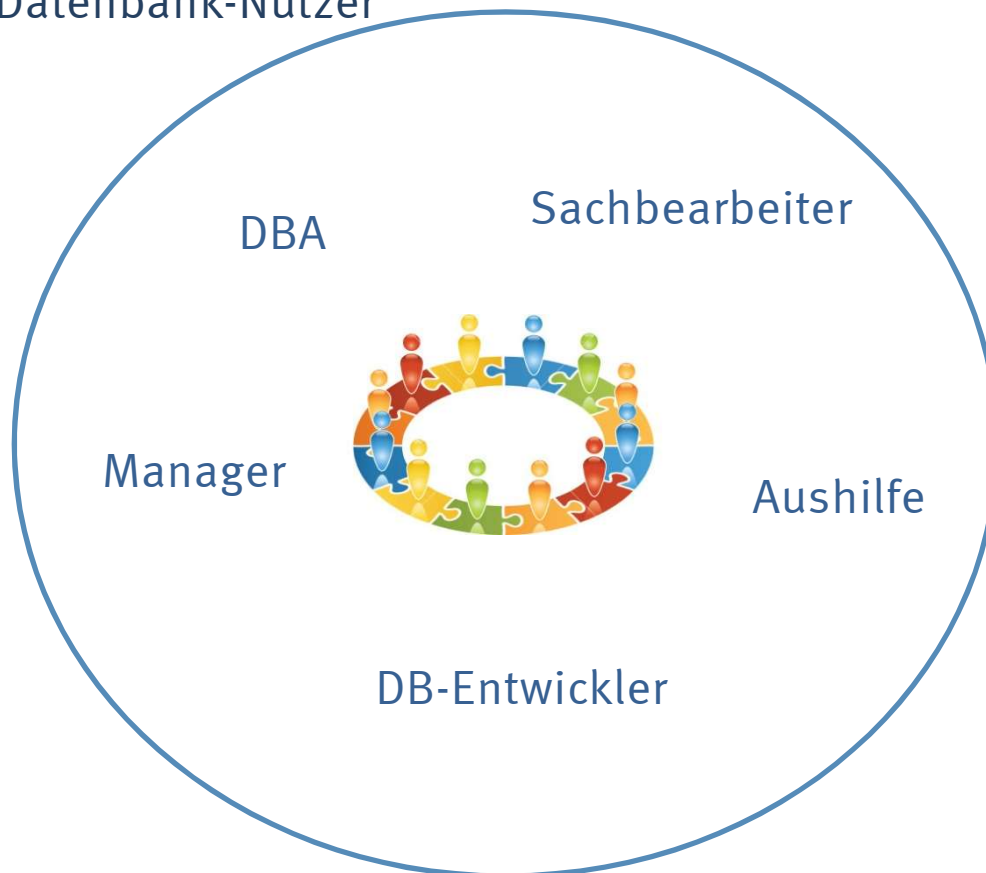 Datenbank-Nutzer
Sachbearbeiter
DBA
Manager
Aushilfe
DB-Entwickler